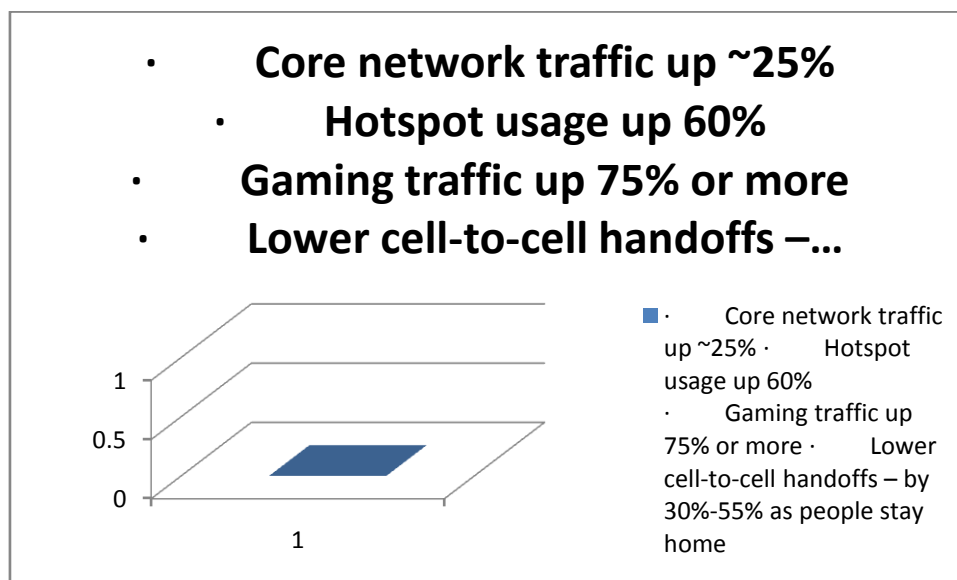 · Core network traffic up ~25%
· Hotspot usage up 60%
· Gaming traffic up 75% or more
· Lower cell-to-cell handoffs –…
1
0.5
0
1
· Core network traffic
up ~25% · Hotspot
usage up 60%
· Gaming traffic up
75% or more · Lower
cell-to-cell handoffs – by
30%-55% as people stay
home